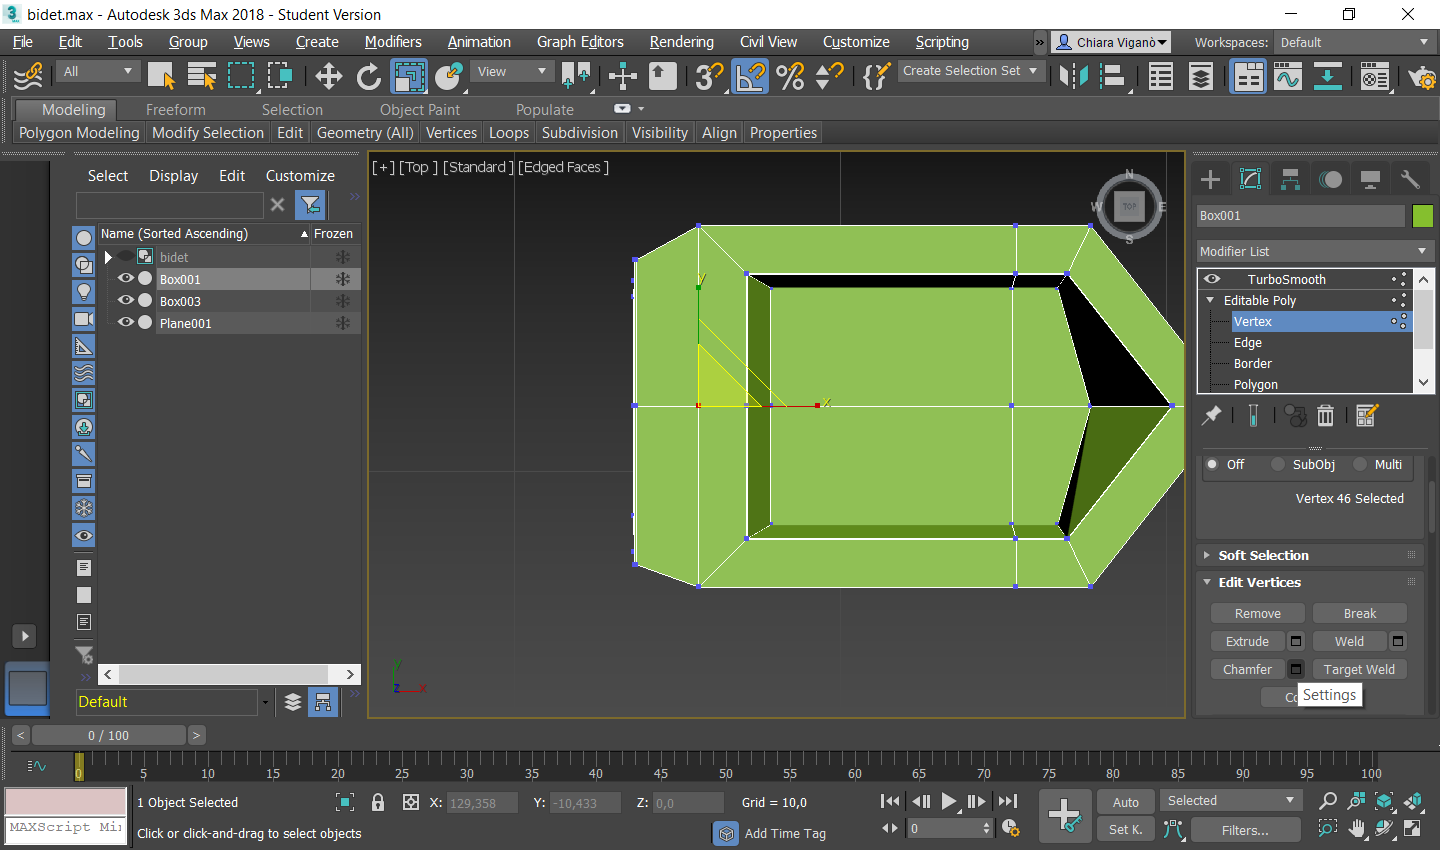 bidet.max - Autodesk 3ds Max 2018 - Student Version
File Edit Tools Group Views Create Modifiers Animation Graph Editors Rendering Civil View Customize Scripting » Chiara Viganò Workspaces: Default
All View Create Selection Set
Modeling Freeform Selection Object Paint Populate
Polygon Modeling Modify Selection Edit Geometry (All) Vertices Loops Subdivision Visibility Align Properties
Select Display Edit Customize
Name (Sorted Ascending) Frozen
bidet
Box001
Box003
Plane001
Default
[+] [Top ] [Standard ] [Edged Faces ]
N
W TOP E
S
y
x
y
z x
Box001
Modifier List
TurboSmooth
Editable Poly
Vertex
Edge
Border
Polygon
Off SubObj Multi
Vertex 46 Selected
Soft Selection
Edit Vertices
Remove Break
Extrude Weld
Chamfer Target Weld
Settings
< 0 / 100 >
0 5 10 15 20 25 30 35 40 45 50 55 60 65 70 75 80 85 90 95 100
1 Object Selected X: 129,358 Y: -10,433 Z: 0,0 Grid = 10,0
MAXScript Mi
Click or click-and-drag to select objects
Add Time Tag
0
Auto Selected
Set K. Filters...